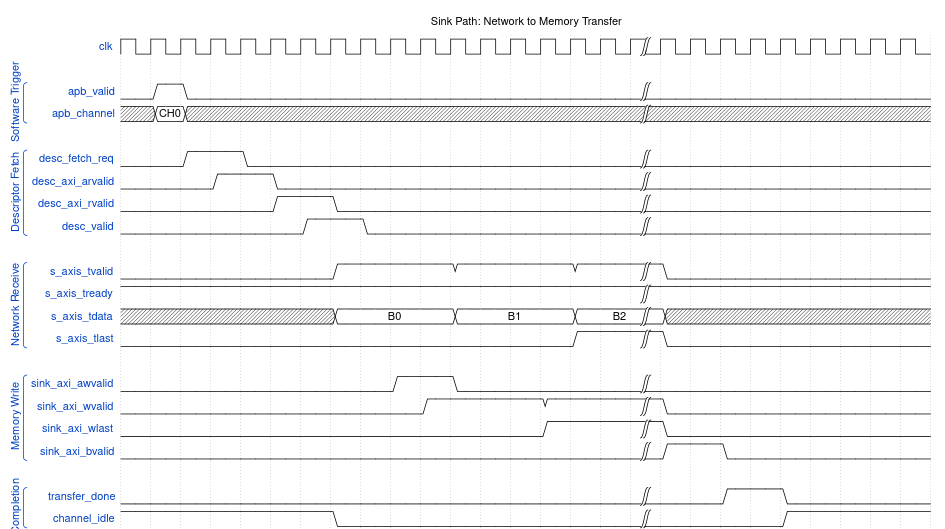 Sink Path: Network to Memory Transfer
clk
Software Trigger
apb_valid
apb_channel
CH0
Descriptor Fetch
desc_fetch_req
desc_axi_arvalid
desc_axi_rvalid
desc_valid
Network Receive
s_axis_tvalid
s_axis_tready
s_axis_tdata
B0
B1
B2
s_axis_tlast
Memory Write
sink_axi_awvalid
sink_axi_wvalid
sink_axi_wlast
sink_axi_bvalid
Completion
transfer_done
channel_idle